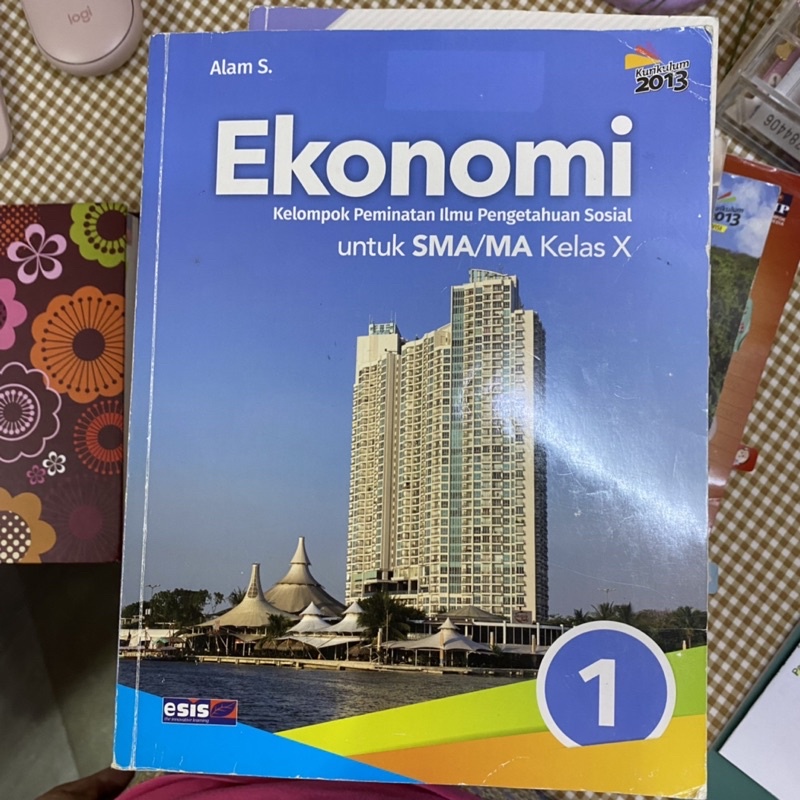 logi
Alam S.
Kurikulum
2013
Ekonomi
Kelompok Peminatan Ilmu Pengetahuan Sosial
untuk SMA/MA Kelas X
1
esis
2013